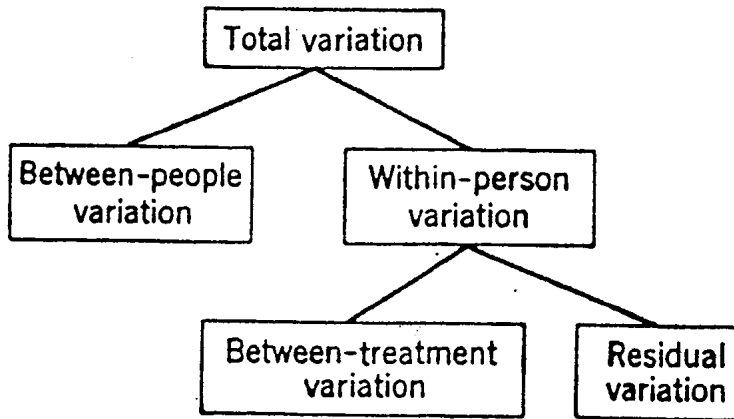 Total variation
Between-people
variation
Within-person
variation
Between-treatment
variation
Residual
variation